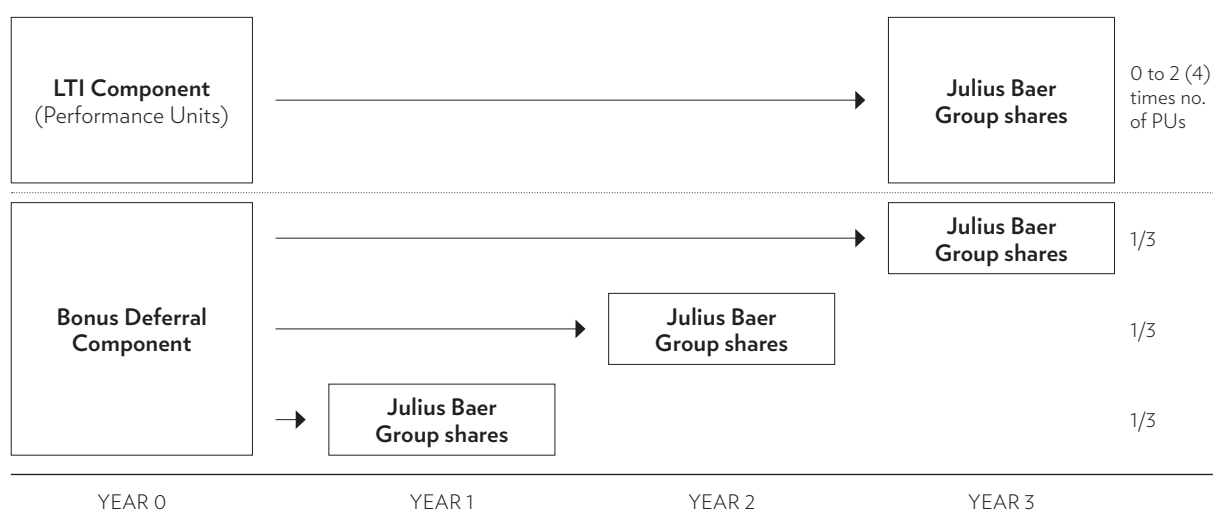 LTI Component
(Performance Units)
Julius Baer
Group shares
0 to 2 (4)
times no.
of PUs
Bonus Deferral
Component
Julius Baer
Group shares
1/3
Julius Baer
Group shares
1/3
Julius Baer
Group shares
1/3
YEAR 0
YEAR 1
YEAR 2
YEAR 3